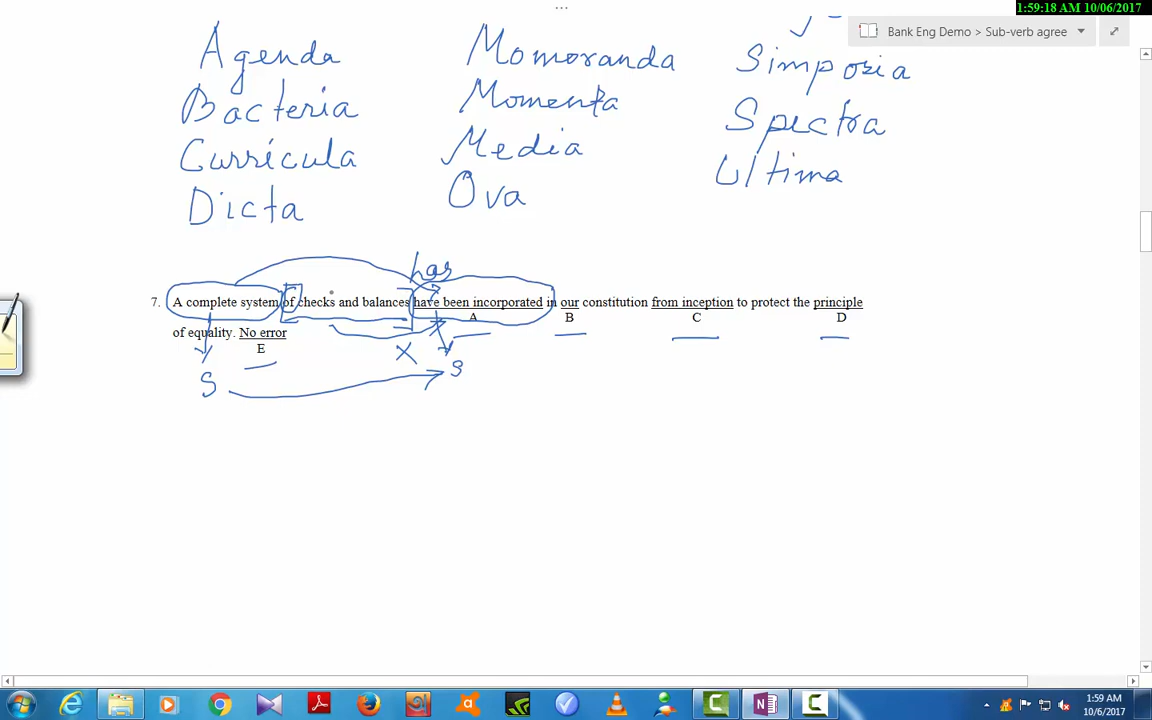 1:59:18 AM 10/06/2017
Bank Eng Demo > Sub-verb agree
Agenda
Momoranda
Simposia
Bacteria
Momenta
Spectra
Curricula
Media
Ultima
Dicta
Ova
has
7. A complete system of checks and balances have been incorporated in our constitution from inception to protect the principle
A B C D
of equality. No error
E
X
S
S
1:59 AM
10/6/2017